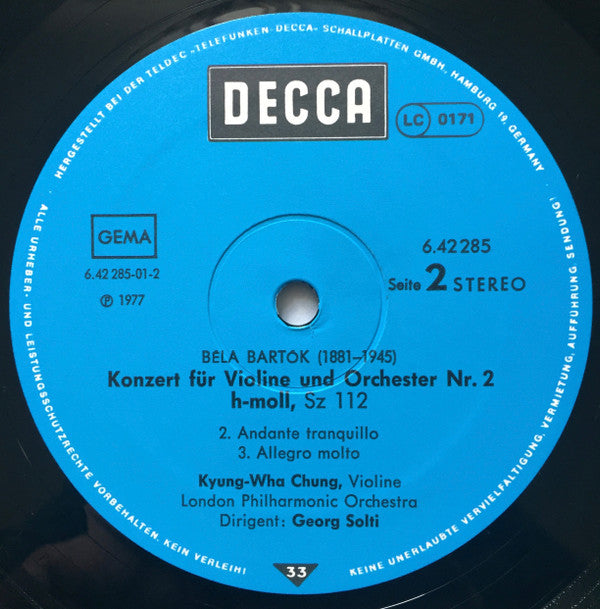 HERGESTELLT BEI DER TELDEC »TELEFUNKEN-DECCA« SCHALLPLATTEN GMBH., HAMBURG 19, GERMANY ·
DECCA
LC 0171
GEMA
6.42 285-01-2
℗ 1977
6.42 285
Seite 2 STEREO
BÉLA BARTÓK (1881–1945)
Konzert für Violine und Orchester Nr. 2
h-moll, Sz 112
2. Andante tranquillo
3. Allegro molto
Kyung-Wha Chung, Violine
London Philharmonic Orchestra
Dirigent: Georg Solti
33
ALLE URHEBER- UND LEISTUNGSSCHUTZRECHTE VORBEHALTEN. KEIN VERLEIH!
KEINE UNERLAUBTE VERVIELFÄLTIGUNG, VERMIETUNG, AUFFÜHRUNG, SENDUNG!